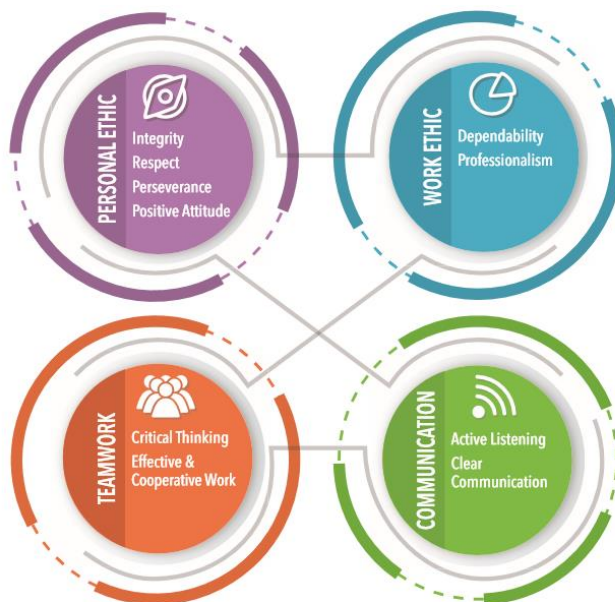 PERSONAL ETHIC
Integrity
Respect
Perseverance
Positive Attitude
WORK ETHIC
Dependability
Professionalism
TEAMWORK
Critical Thinking
Effective &
Cooperative Work
COMMUNICATION
Active Listening
Clear
Communication